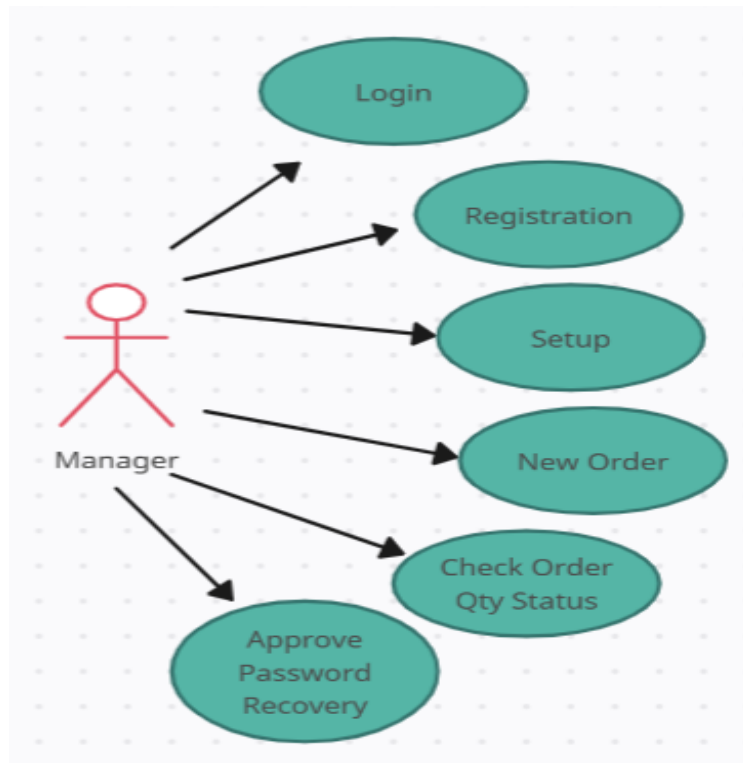 Login
Registration
Setup
New Order
Manager
Check Order
Qty Status
Approve
Password
Recovery